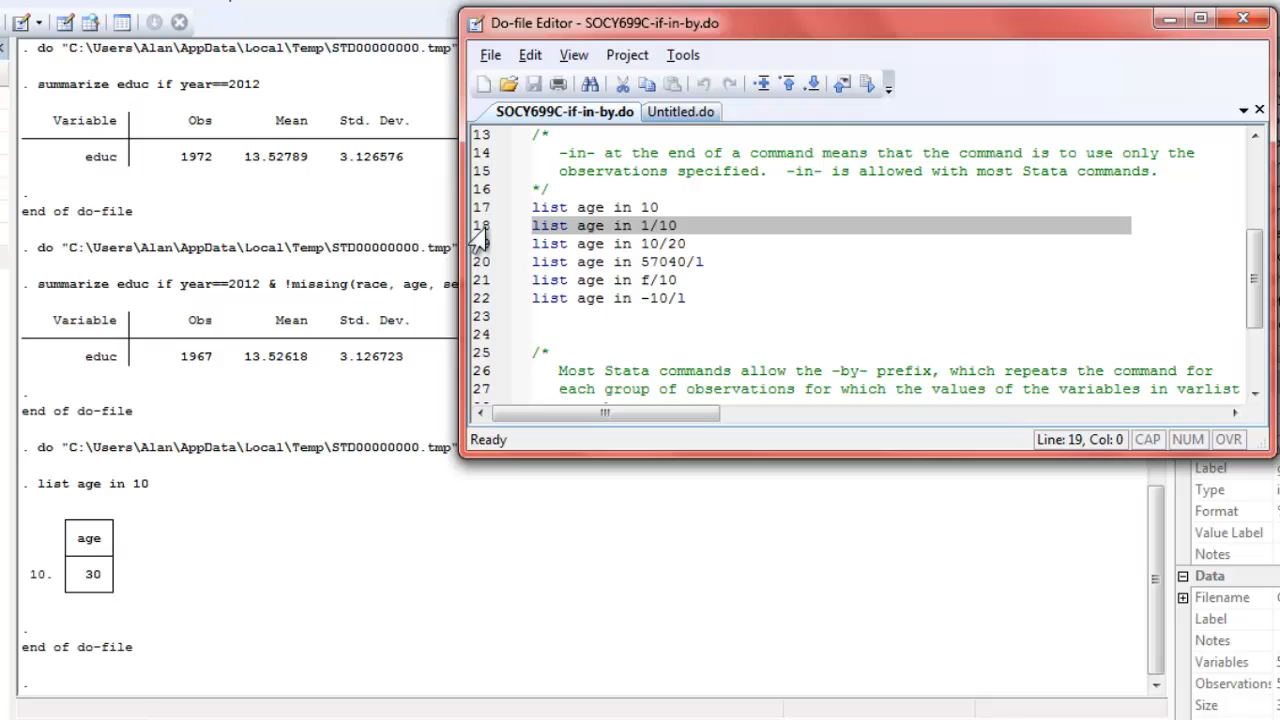 . do "C:\Users\Alan\AppData\Local\Temp\STD00000000.tmp"
. summarize educ if year==2012
Variable Obs Mean Std. Dev.
educ 1972 13.52789 3.126576
.
end of do-file
. do "C:\Users\Alan\AppData\Local\Temp\STD00000000.tmp"
. summarize educ if year==2012 & !missing(race, age, se
Variable Obs Mean Std. Dev.
educ 1967 13.52618 3.126723
.
end of do-file
. do "C:\Users\Alan\AppData\Local\Temp\STD00000000.tmp"
. list age in 10
age
10. 30
.
end of do-file
.
Do-file Editor - SOCY699C-if-in-by.do
File Edit View Project Tools
SOCY699C-if-in-by.do Untitled.do
13 /*
14 -in- at the end of a command means that the command is to use only the
15 observations specified. -in- is allowed with most Stata commands.
16 */
17 list age in 10
18 list age in 1/10
list age in 10/20
20 list age in 57040/l
21 list age in f/10
22 list age in -10/l
23
24
25 /*
26 Most Stata commands allow the -by- prefix, which repeats the command for
27 each group of observations for which the values of the variables in varlist
Ready Line: 19, Col: 0 CAP NUM OVR
Label
Type
Format
Value Label
Notes
Data
Filename
Label
Notes
Variables
Observations
Size